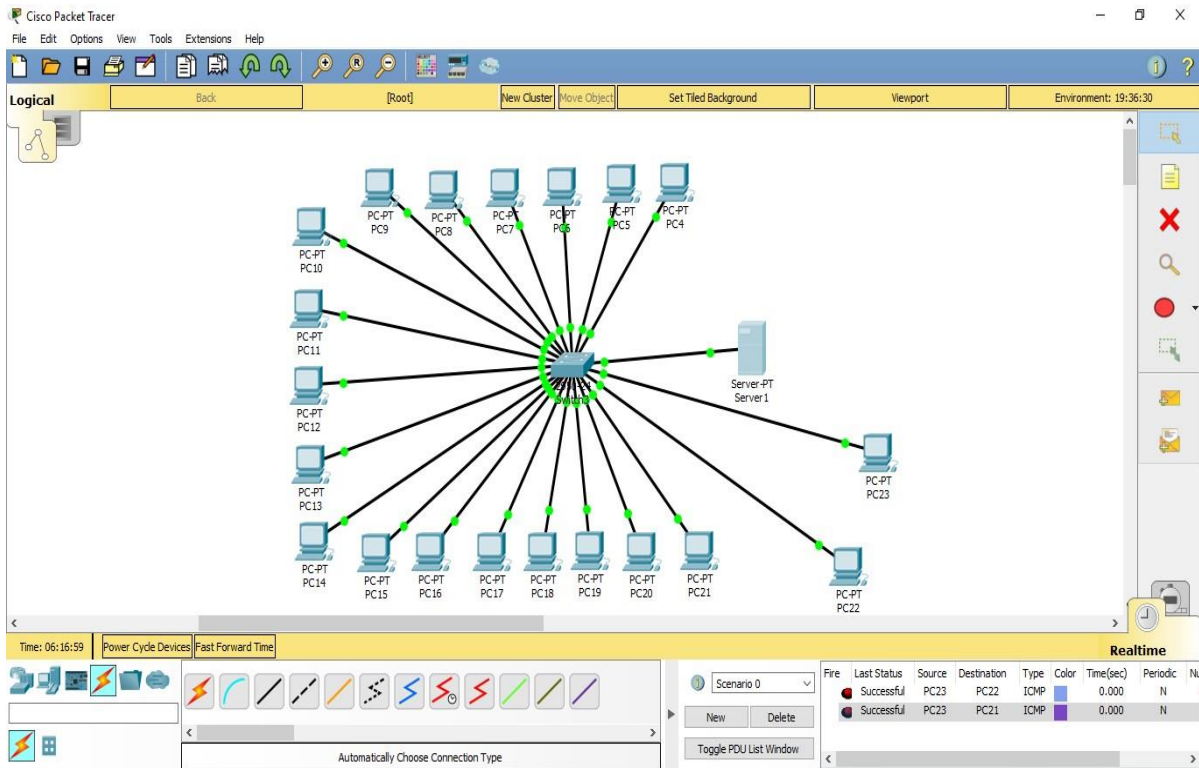 Cisco Packet Tracer
File Edit Options View Tools Extensions Help
Logical Back [Root] New Cluster Move Object Set Tiled Background Viewport Environment: 19:36:30
PC-PT PC-PT PC-PT PC-PT PC-PT PC-PT
PC9 PC8 PC7 PC6 PC5 PC4
PC-PT
PC10
PC-PT
PC11
Server-PT
Server1
Switch3
PC-PT
PC12
PC-PT
PC23
PC-PT
PC13
PC-PT
PC14
PC-PT PC-PT PC-PT PC-PT PC-PT PC-PT PC-PT
PC15 PC16 PC17 PC18 PC19 PC20 PC21
PC-PT
PC22
Time: 06:16:59 Power Cycle Devices Fast Forward Time Realtime
Scenario 0
New Delete
Toggle PDU List Window
Automatically Choose Connection Type
Fire Last Status Source Destination Type Color Time(sec) Periodic Nu
Successful PC23 PC22 ICMP 0.000 N
Successful PC23 PC21 ICMP 0.000 N